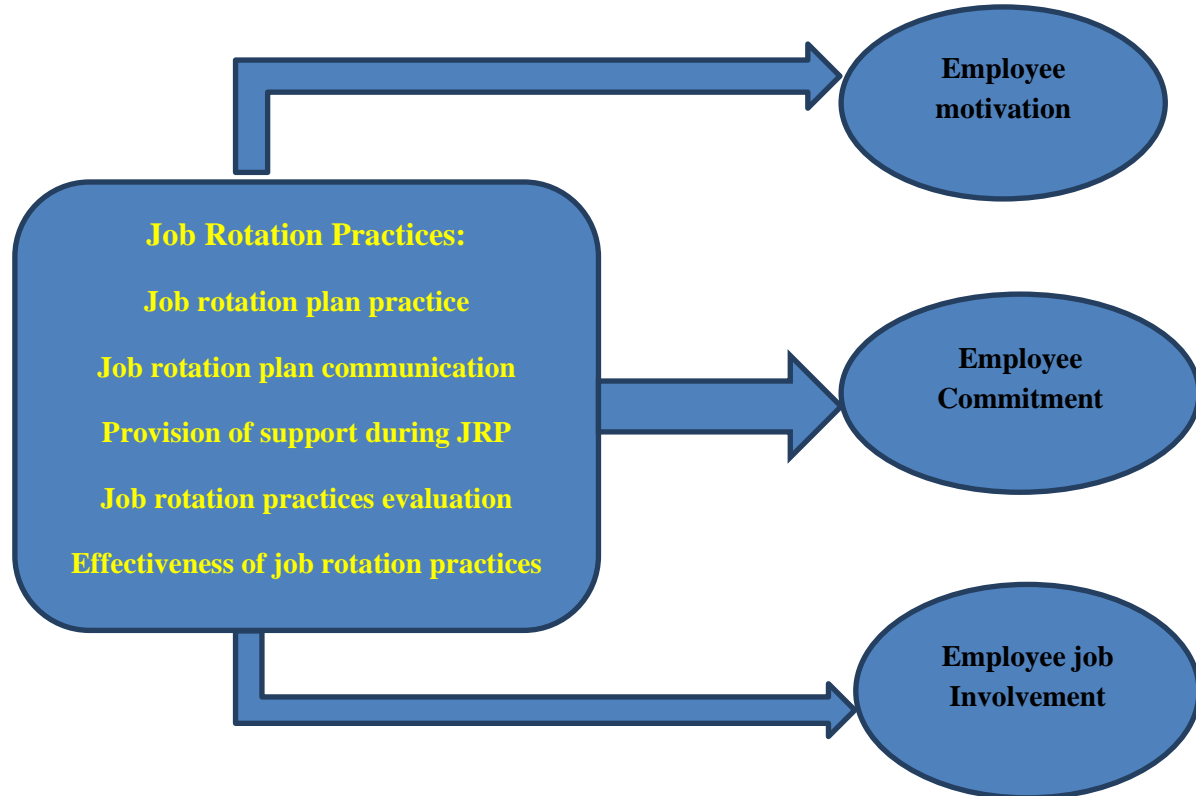 Employee
motivation
Job Rotation Practices:
Job rotation plan practice
Job rotation plan communication
Provision of support during JRP
Job rotation practices evaluation
Effectiveness of job rotation practices
Employee
Commitment
Employee job
Involvement